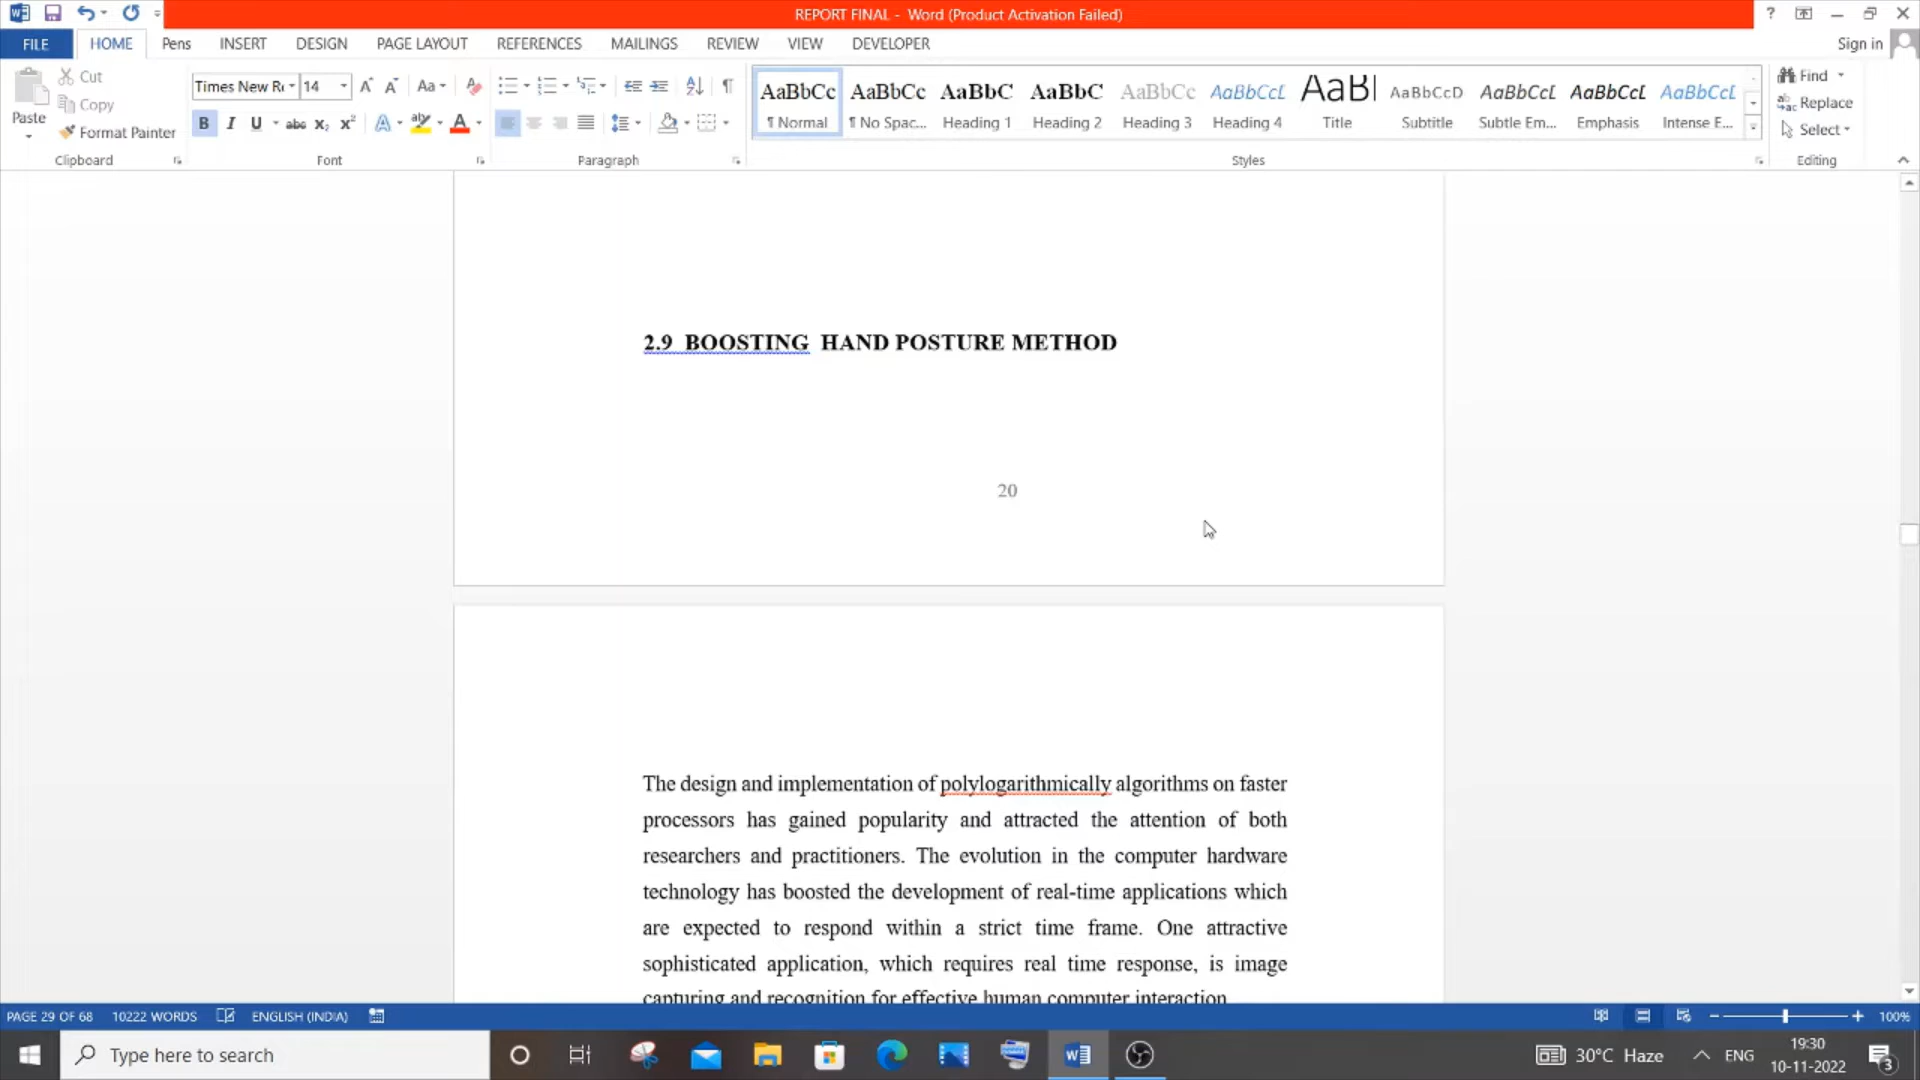 REPORT FINAL - Word (Product Activation Failed)
FILE HOME Pens INSERT DESIGN PAGE LAYOUT REFERENCES MAILINGS REVIEW VIEW DEVELOPER Sign in
Paste
Cut
Copy
Format Painter
Clipboard
Times New R 14
Font
Paragraph
AaBbCc AaBbCc AaBbC AaBbC AaBbCc AaBbCcL AaBl AaBbCcD AaBbCcL AaBbCcL AaBbCcL
¶ Normal ¶ No Spac... Heading 1 Heading 2 Heading 3 Heading 4 Title Subtitle Subtle Em... Emphasis Intense E...
Styles
Find
Replace
Select
Editing
2.9 BOOSTING HAND POSTURE METHOD
20
The design and implementation of polylogarithmically algorithms on faster
processors has gained popularity and attracted the attention of both
researchers and practitioners. The evolution in the computer hardware
technology has boosted the development of real-time applications which
are expected to respond within a strict time frame. One attractive
sophisticated application, which requires real time response, is image
capturing and recognition for effective human computer interaction.
PAGE 29 OF 68 10222 WORDS ENGLISH (INDIA) 100%
Type here to search
30°C Haze ENG 19:30
10-11-2022
3